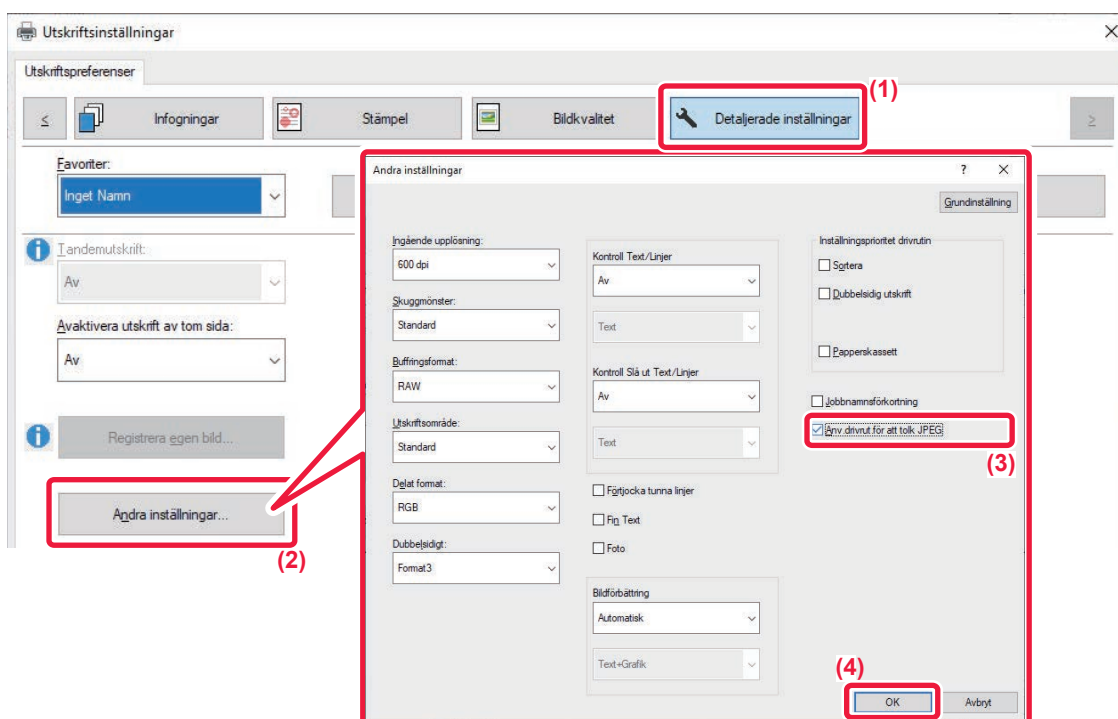 Utskriftsinställningar
Utskriftspreferenser
(1)
<
Infogningar
Stämpel
Bildkvalitet
Detaljerade inställningar
>
Favoriter:
Inget Namn
Tandemutskrift:
Av
Avaktivera utskrift av tom sida:
Av
Registrera egen bild...
Andra inställningar...
(2)
Andra inställningar
?
Grundinställning
Ingående upplösning:
600 dpi
Skuggmönster:
Standard
Buffringsformat:
RAW
Utskriftsområde:
Standard
Delat format:
RGB
Dubbelsidigt:
Format3
Kontroll Text/Linjer
Av
Text
Kontroll Slå ut Text/Linjer
Av
Text
Förtjocka tunna linjer
Fin Text
Foto
Bildförbättring
Automatisk
Text+Grafik
Inställningsprioritet drivrutin
Sortera
Dubbelsidig utskrift
Papperskassett
Jobbnamnsförkortning
Anv.drivrut.för att tolk JPEG
(3)
(4)
OK
Avbryt